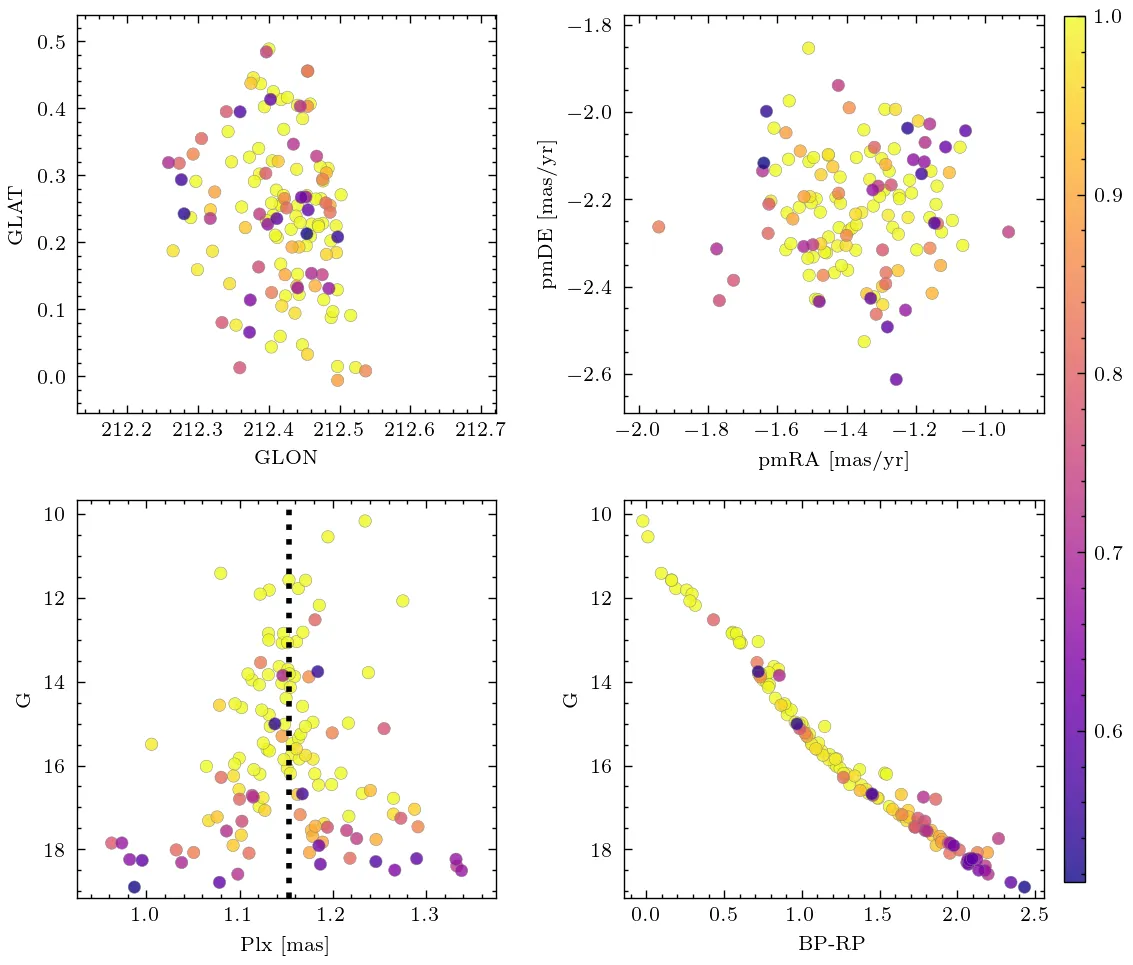 0.5
0.4
0.3
0.2
0.1
0.0
GLAT
212.2 212.3 212.4 212.5 212.6 212.7
GLON
−1.8
−2.0
−2.2
−2.4
−2.6
pmDE [mas/yr]
−2.0 −1.8 −1.6 −1.4 −1.2 −1.0
pmRA [mas/yr]
10
12
14
16
18
G
1.0 1.1 1.2 1.3
Plx [mas]
10
12
14
16
18
G
0.0 0.5 1.0 1.5 2.0 2.5
BP-RP
1.0
0.9
0.8
0.7
0.6